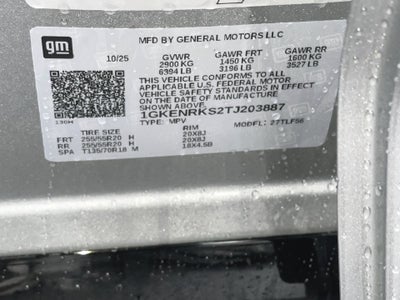 gm
10/25
MFD BY GENERAL MOTORS LLC
GVWR GAWR FRT GAWR RR
2900 KG 1450 KG 1600 KG
6394 LB 3196 LB 3527 LB
THIS VEHICLE CONFORMS TO ALL
APPLICABLE U.S. FEDERAL MOTOR
VEHICLE SAFETY STANDARDS IN EFFECT
ON THE DATE OF MANUFACTURE
SHOWN ABOVE.
1GKENRKS2TJ203887
TYPE: MPV MODEL: 27TLF56
TIRE SIZE RIM
FRT 255/55R20 H 20X8J
RR 255/55R20 H 20X8J
SPA T135/70R18 M 18X4.5B